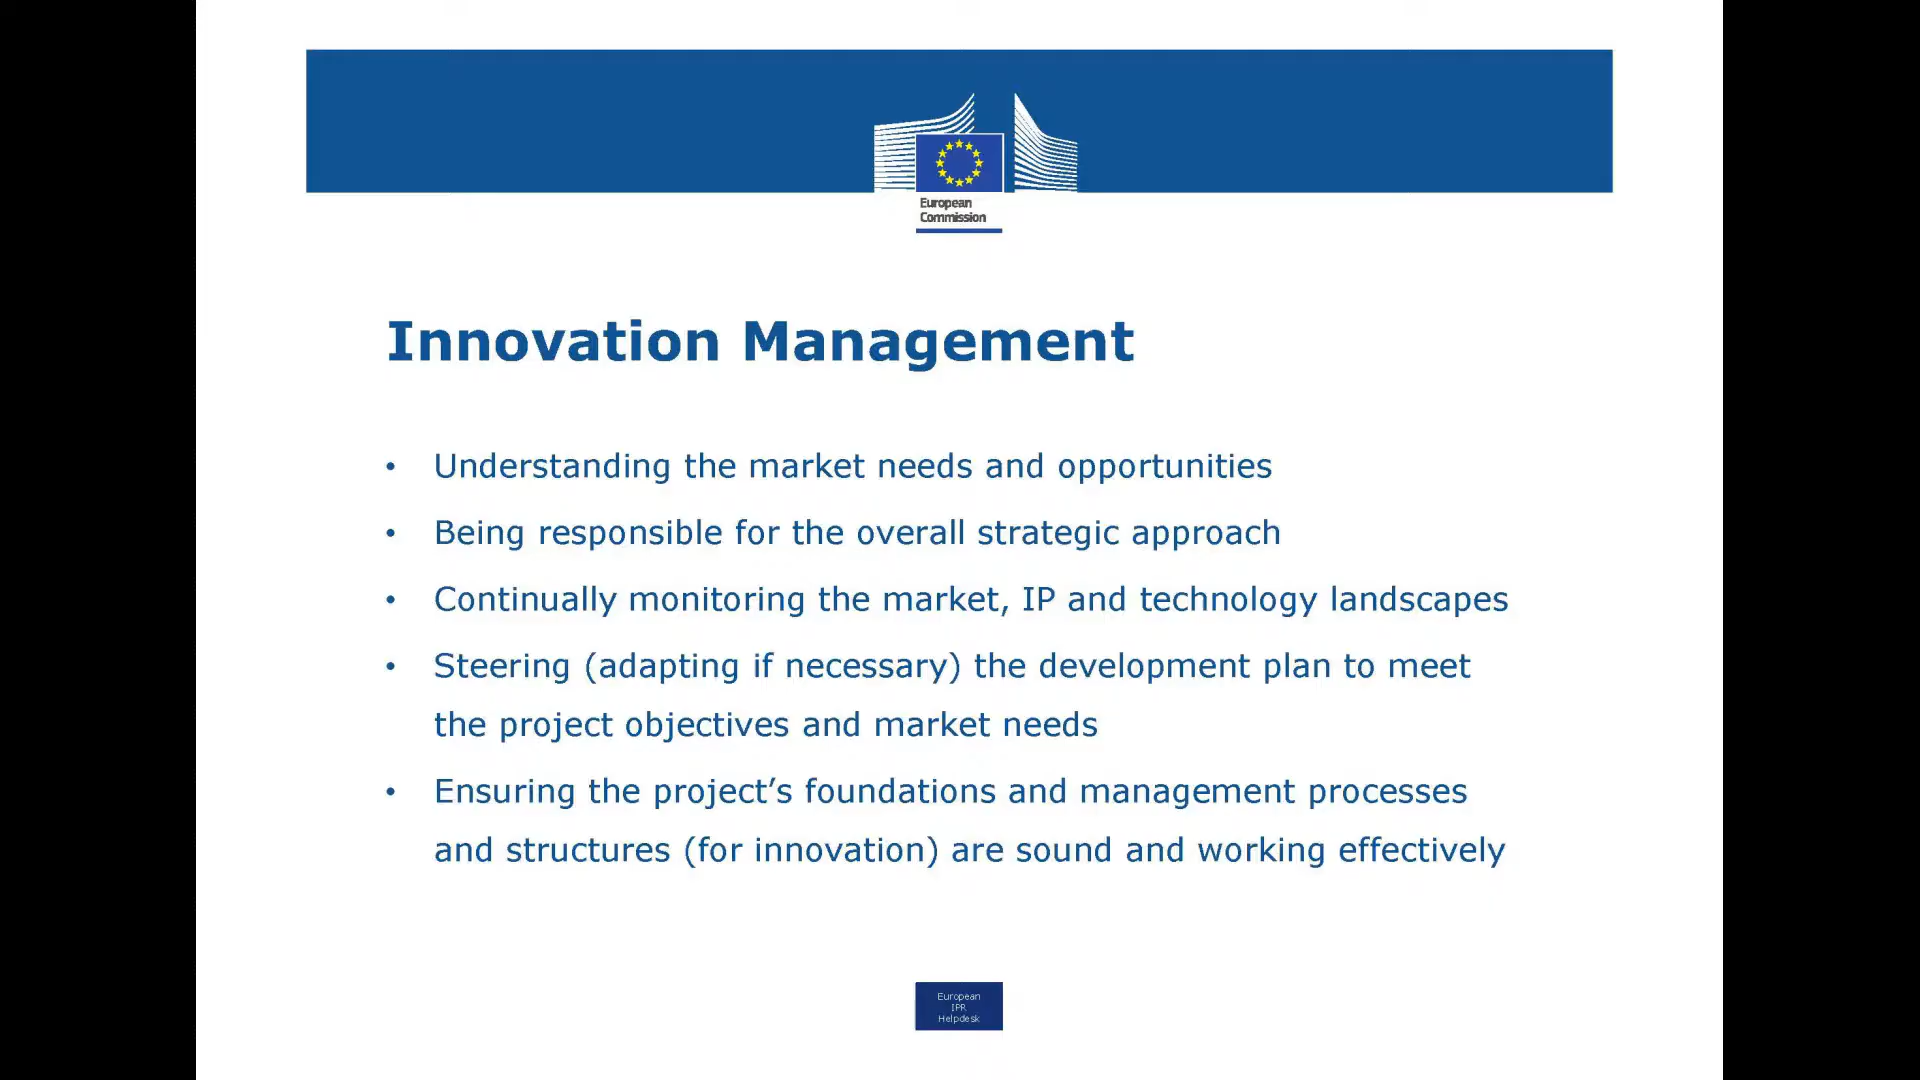 European
Commission
Innovation Management
• Understanding the market needs and opportunities
• Being responsible for the overall strategic approach
• Continually monitoring the market, IP and technology landscapes
• Steering (adapting if necessary) the development plan to meet
the project objectives and market needs
• Ensuring the project’s foundations and management processes
and structures (for innovation) are sound and working effectively
European
IPR
Helpdesk